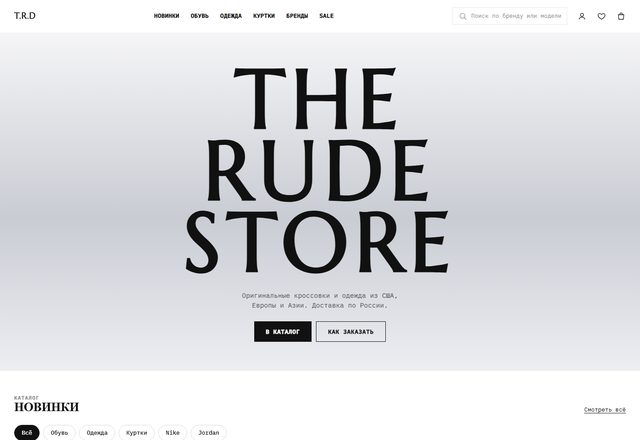 T.R.D
НОВИНКИ ОБУВЬ ОДЕЖДА КУРТКИ БРЕНДЫ SALE
Поиск по бренду или модели
THE
RUDE
STORE
Оригинальные кроссовки и одежда из США,
Европы и Азии. Доставка по России.
В КАТАЛОГ КАК ЗАКАЗАТЬ
КАТАЛОГ
НОВИНКИ
Смотреть всё
Всё Обувь Одежда Куртки Nike Jordan